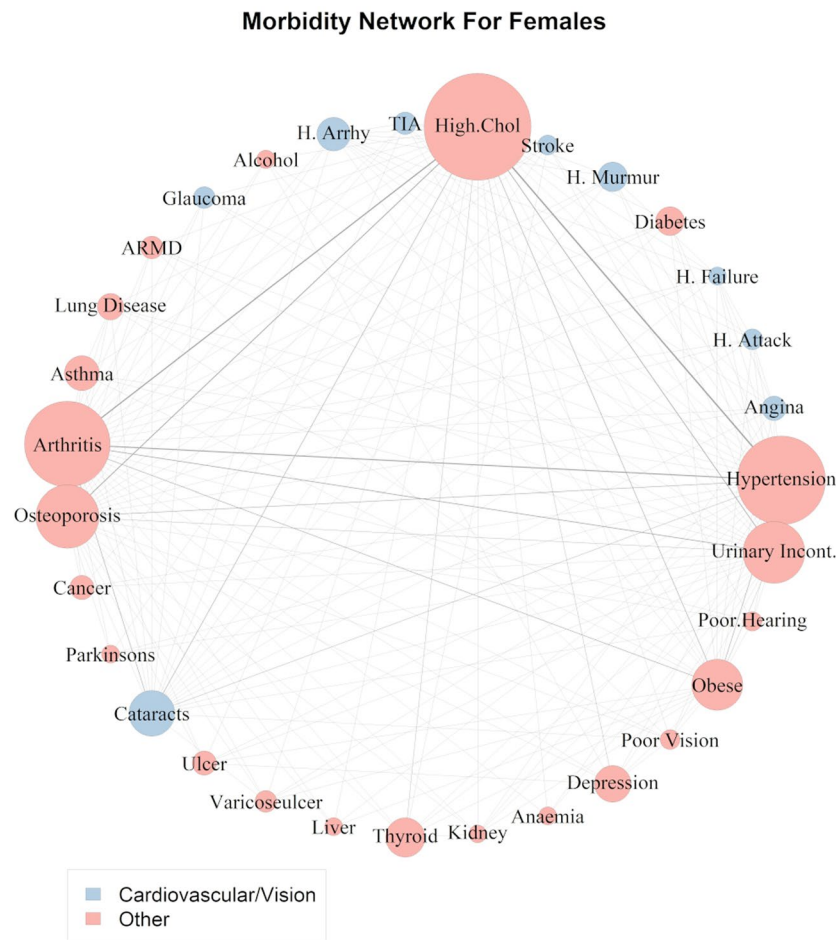 Morbidity Network For Females
High.Chol
TIA
H. Arrhy
Stroke
Alcohol
H. Murmur
Glaucoma
Diabetes
ARMD
H. Failure
Lung Disease
H. Attack
Asthma
Angina
Arthritis
Hypertension
Osteoporosis
Urinary Incont.
Cancer
Poor.Hearing
Parkinsons
Obese
Cataracts
Poor Vision
Ulcer
Depression
Varicoseulcer
Anaemia
Liver
Thyroid
Kidney
Cardiovascular/Vision
Other